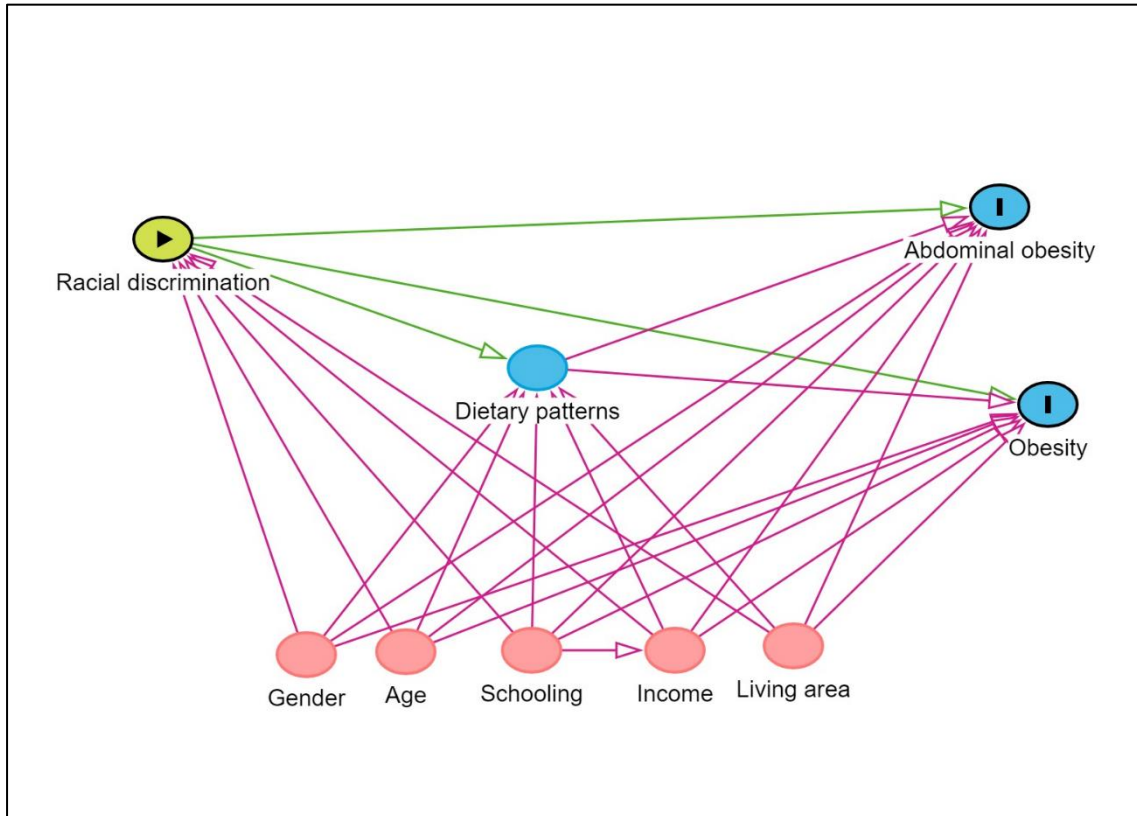 Racial discrimination
Abdominal obesity
Dietary patterns
Obesity
Gender
Age
Schooling
Income
Living area